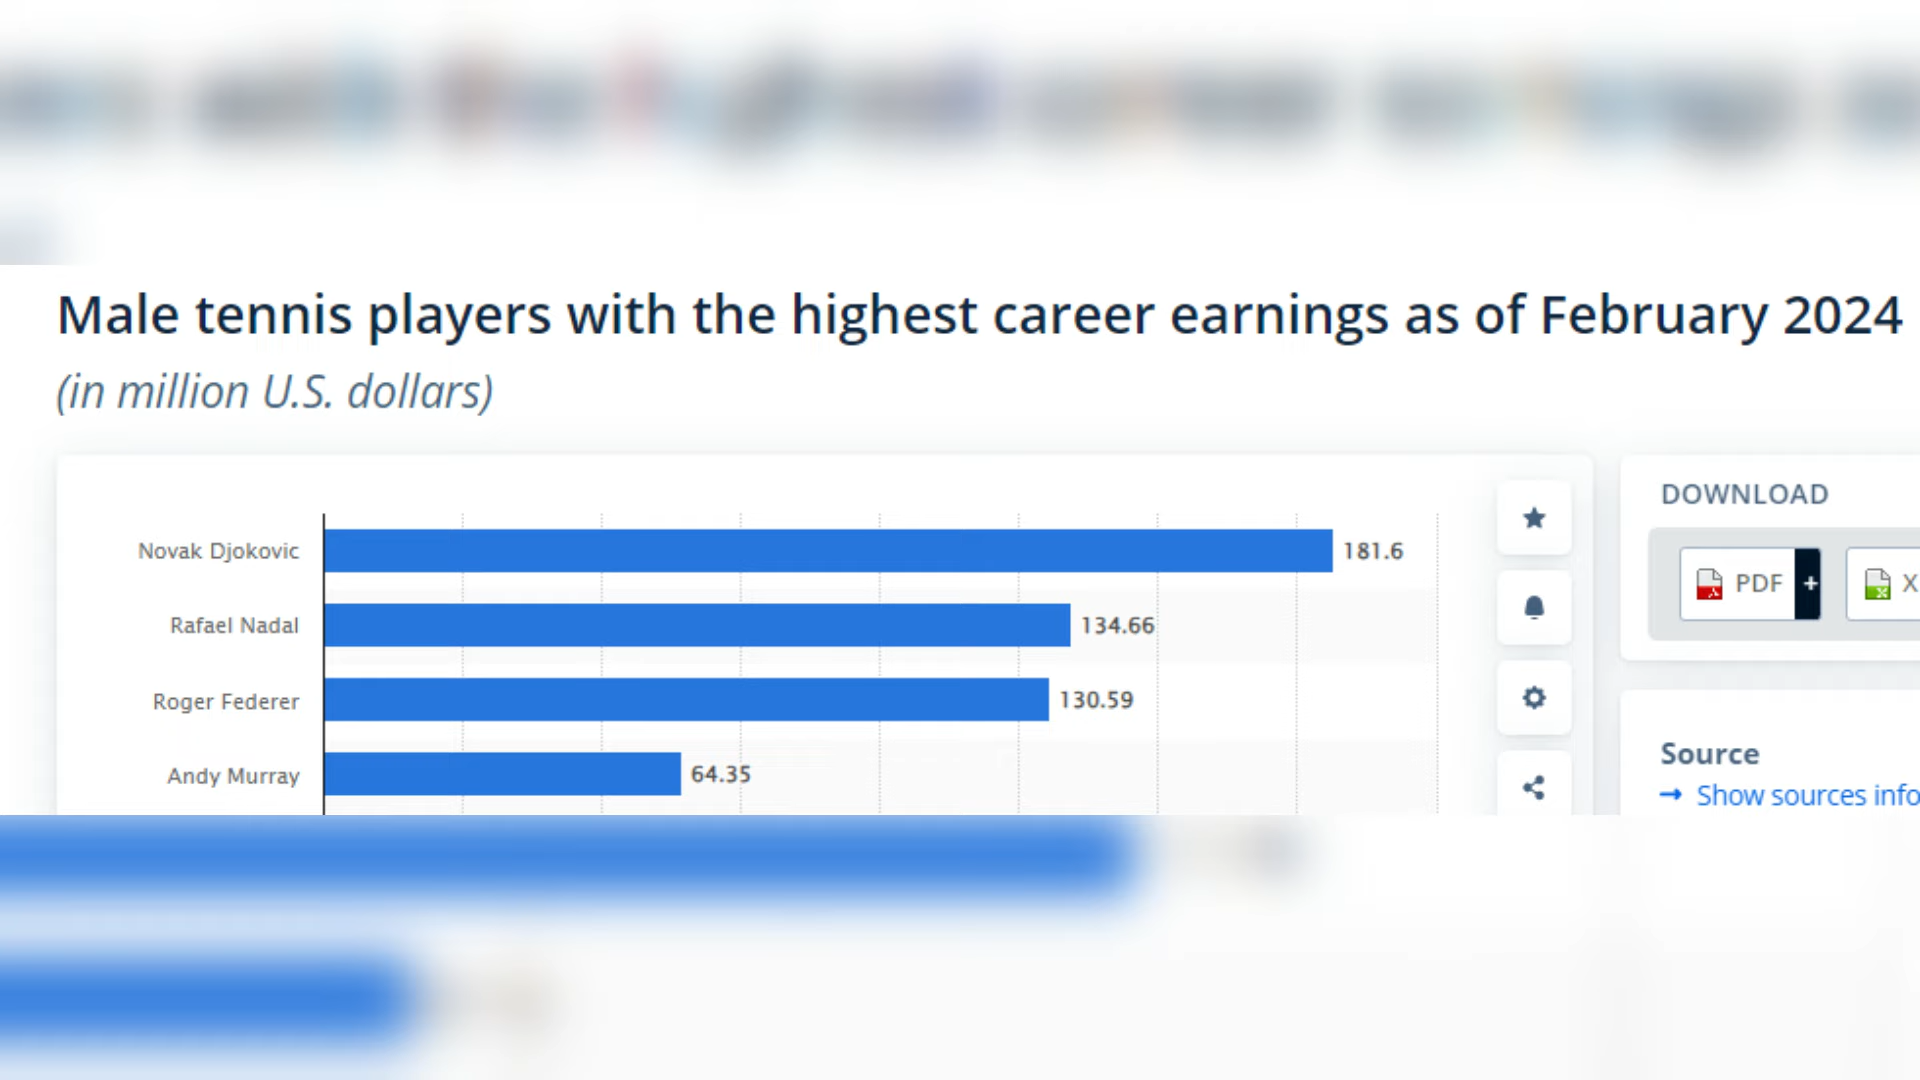 Male tennis players with the highest career earnings as of February 2024
(in million U.S. dollars)
Novak Djokovic 181.6
Rafael Nadal 134.66
Roger Federer 130.59
Andy Murray 64.35
DOWNLOAD
PDF +
Source
→ Show sources info